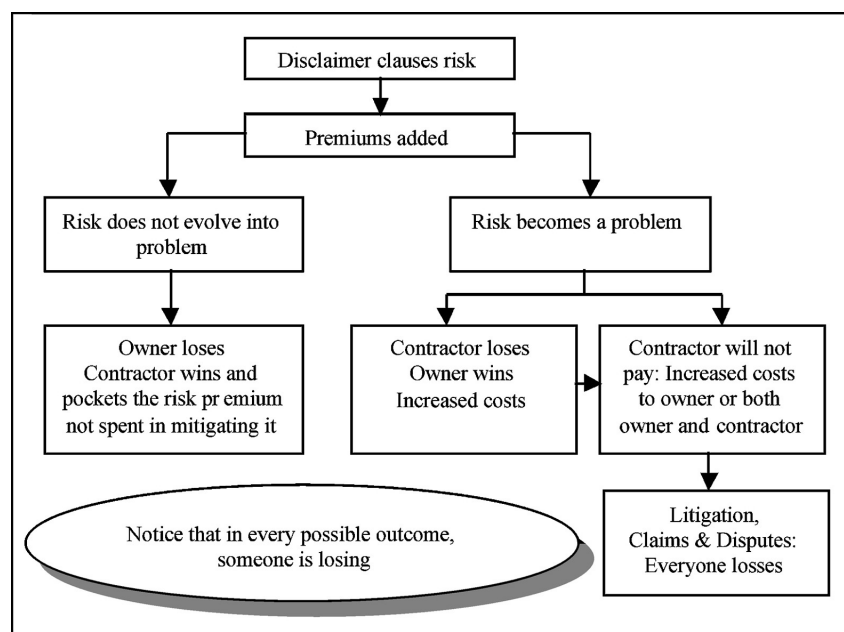 Disclaimer clauses risk
Premiums added
Risk does not evolve into
problem
Risk becomes a problem
Owner loses
Contractor wins and
pockets the risk premium
not spent in mitigating it
Contractor loses
Owner wins
Increased costs
Contractor will not
pay: Increased costs
to owner or both
owner and contractor
Notice that in every possible outcome,
someone is losing
Litigation,
Claims & Disputes:
Everyone losses